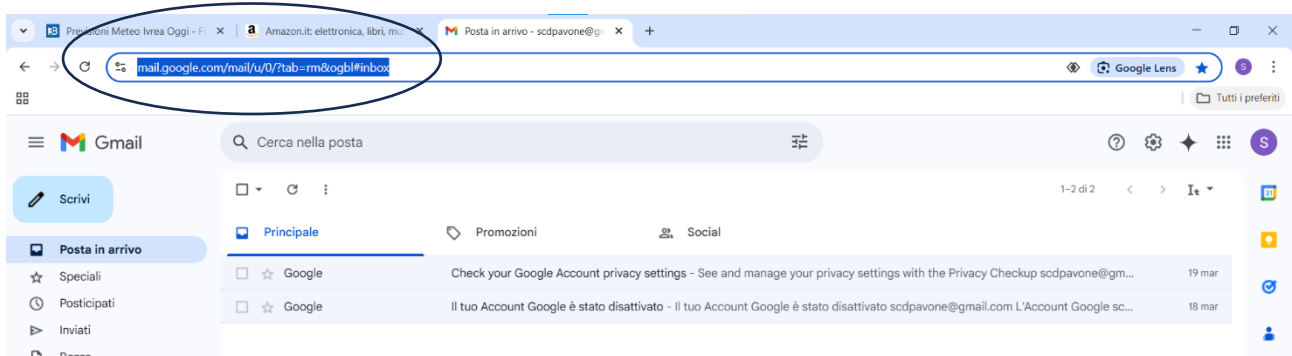 Previsioni Meteo Ivrea Oggi - F
Amazon.it: elettronica, libri, mu
Posta in arrivo - scdpavone@g
mail.google.com/mail/u/0/?tab=rm&ogbl#inbox
Google Lens
S
Tutti i preferiti
Gmail
Cerca nella posta
S
Scrivi
1–2 di 2
31
Principale
Promozioni
Social
Posta in arrivo
Speciali
Google
Check your Google Account privacy settings - See and manage your privacy settings with the Privacy Checkup scdpavone@gm...
19 mar
Posticipati
Google
Il tuo Account Google è stato disattivato - Il tuo Account Google è stato disattivato scdpavone@gmail.com L'Account Google sc...
18 mar
Inviati